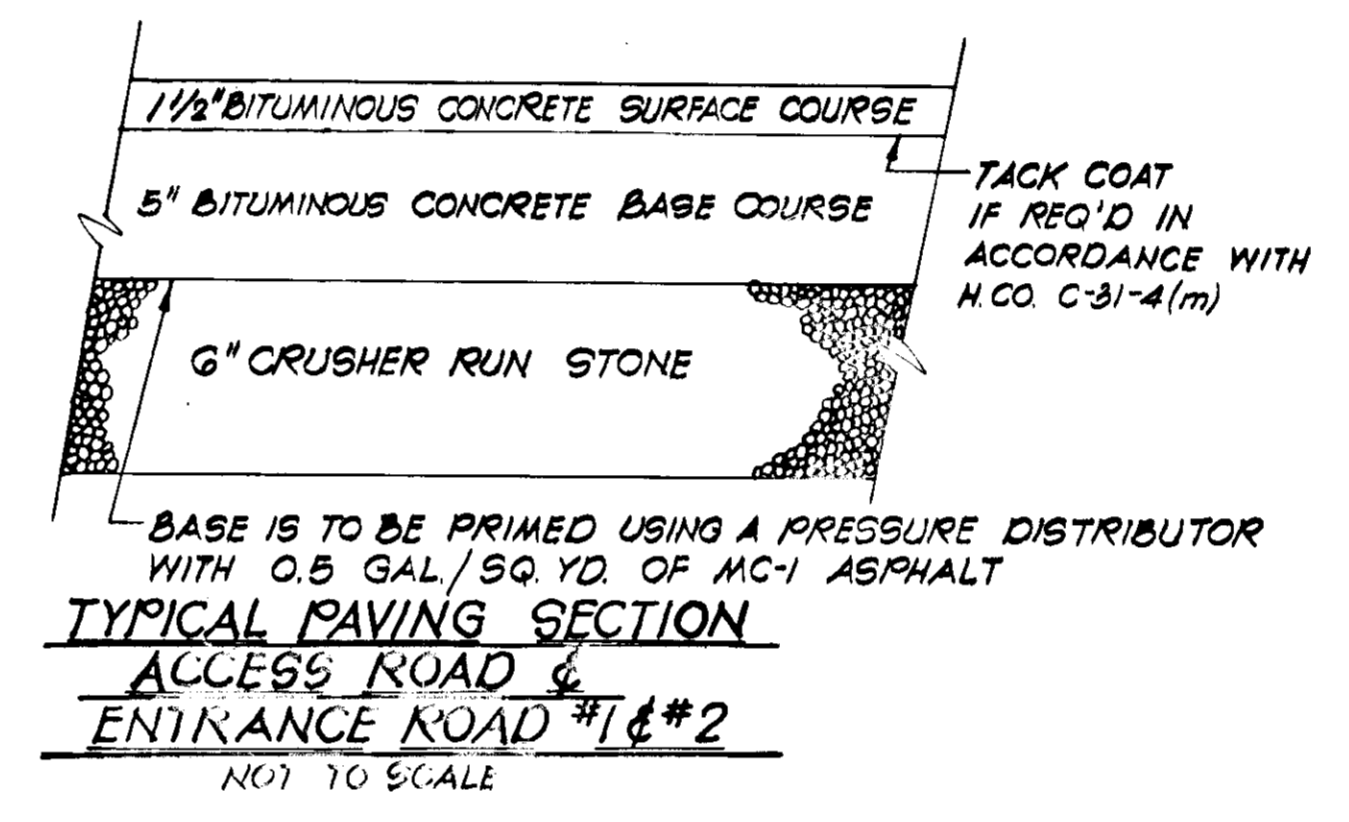 1 1/2" BITUMINOUS CONCRETE SURFACE COURSE
5" BITUMINOUS CONCRETE BASE COURSE
TACK COAT
IF REQ'D IN
ACCORDANCE WITH
H.CO. C-31-4(m)
6" CRUSHER RUN STONE
BASE IS TO BE PRIMED USING A PRESSURE DISTRIBUTOR
WITH 0.5 GAL./SQ. YD. OF MC-1 ASPHALT
TYPICAL PAVING SECTION
ACCESS ROAD &
ENTRANCE ROAD #1 & #2
NOT TO SCALE